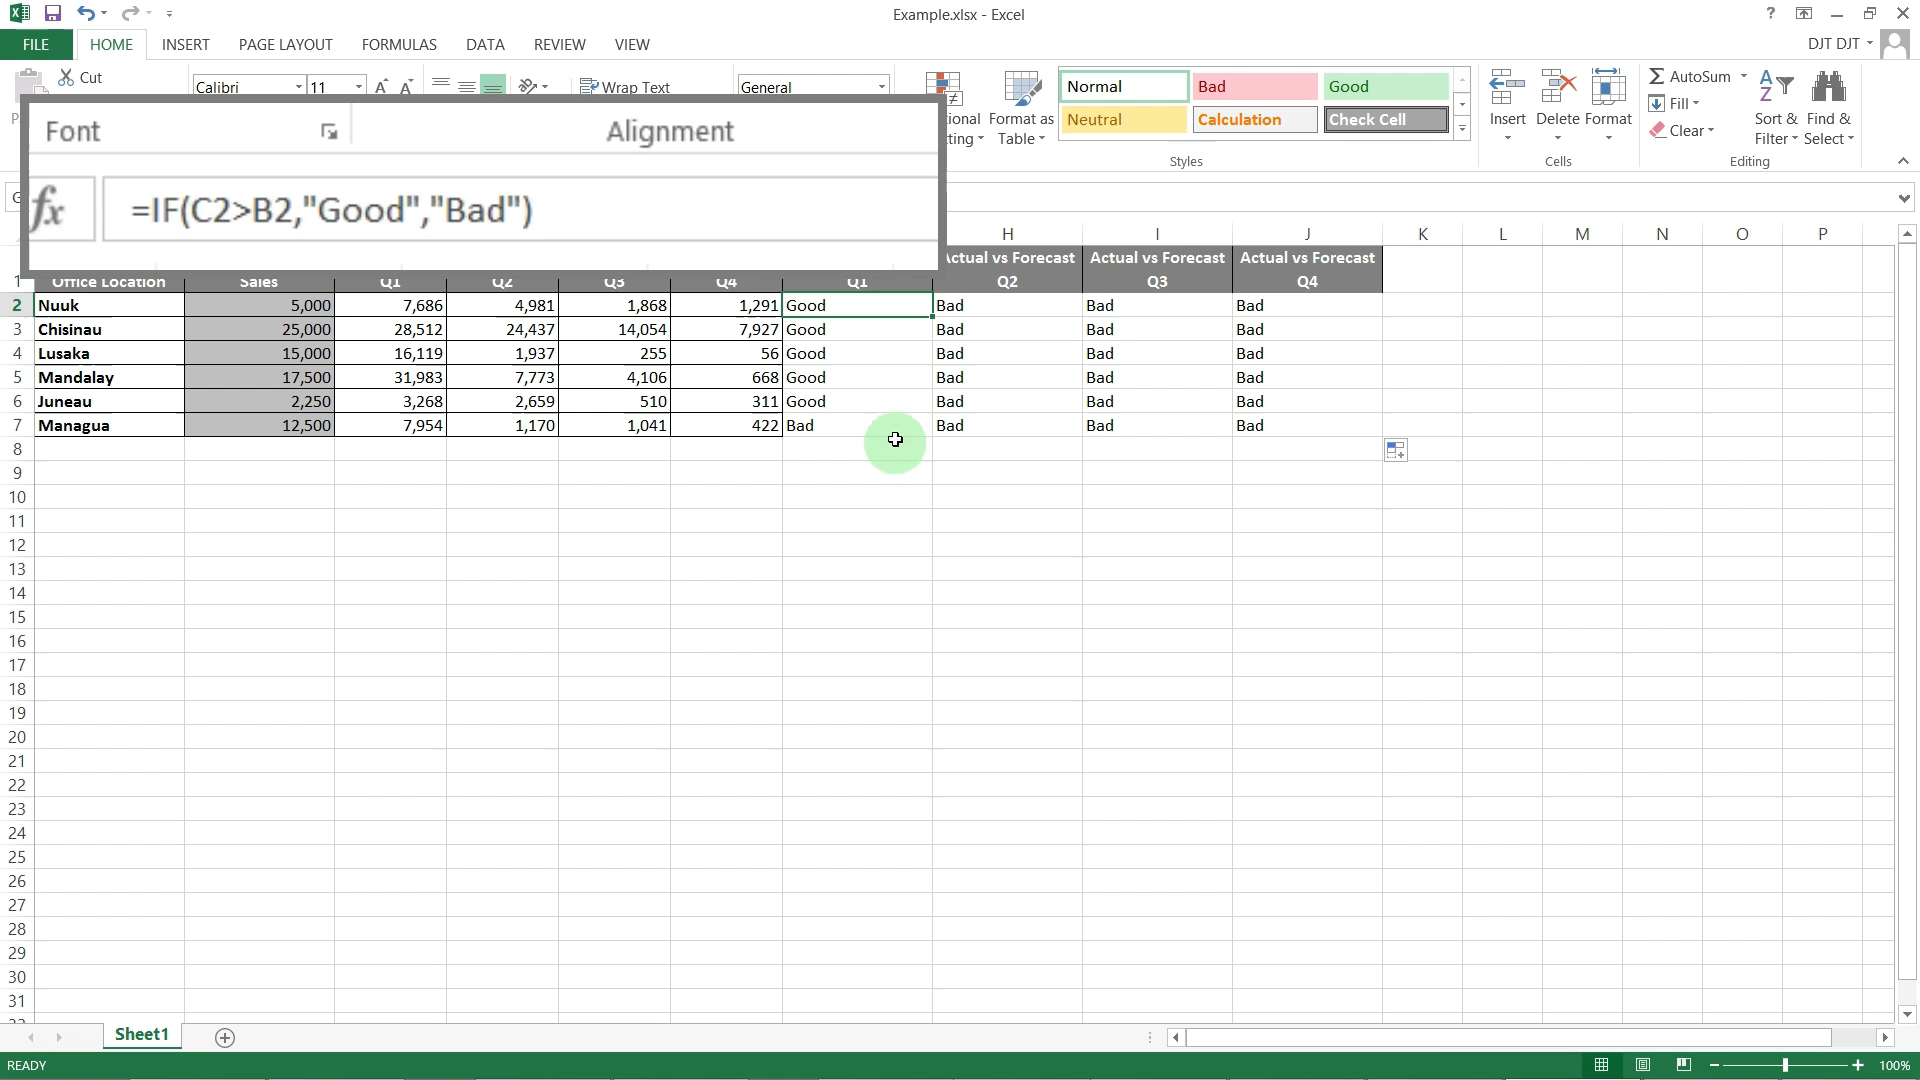 Example.xlsx - Excel
?
FILE HOME INSERT PAGE LAYOUT FORMULAS DATA REVIEW VIEW DJT DJT
Cut
Calibri 11 A A Wrap Text General
Normal Bad Good
Neutral Calculation Check Cell
Format as Table
Insert Delete Format
AutoSum
Fill
Clear
Sort & Filter
Find & Select
Styles Cells Editing
Font Alignment
fx =IF(C2>B2,"Good","Bad")
H I J K L M N O P
Actual vs Forecast Actual vs Forecast Actual vs Forecast
1 Office Location Sales Q1 Q2 Q3 Q4 Q1 Q2 Q3 Q4
2 Nuuk 5,000 7,686 4,981 1,868 1,291 Good Bad Bad Bad
3 Chisinau 25,000 28,512 24,437 14,054 7,927 Good Bad Bad Bad
4 Lusaka 15,000 16,119 1,937 255 56 Good Bad Bad Bad
5 Mandalay 17,500 31,983 7,773 4,106 668 Good Bad Bad Bad
6 Juneau 2,250 3,268 2,659 510 311 Good Bad Bad Bad
7 Managua 12,500 7,954 1,170 1,041 422 Bad Bad Bad Bad
8
9
10
11
12
13
14
15
16
17
18
19
20
21
22
23
24
25
26
27
28
29
30
31
Sheet1
READY 100%